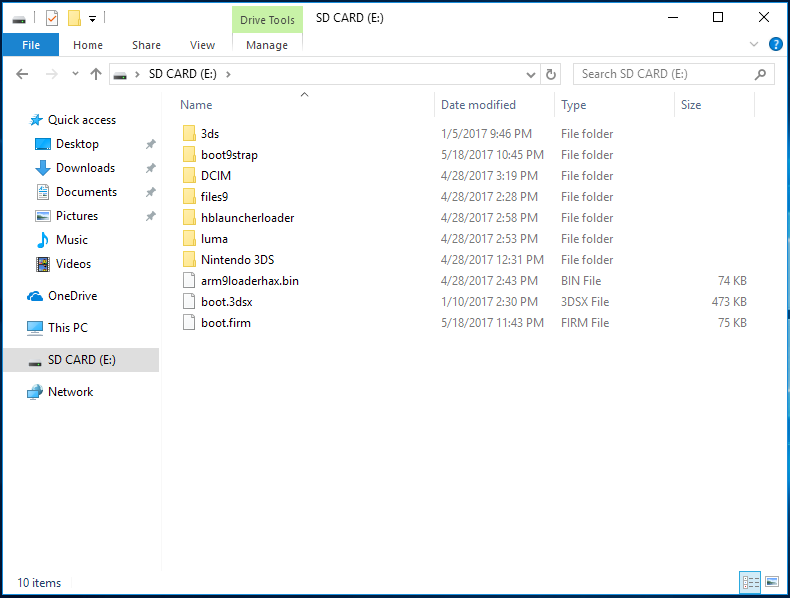 Drive Tools SD CARD (E:)
File Home Share View Manage
SD CARD (E:) Search SD CARD (E:)
Name Date modified Type Size
Quick access
Desktop
Downloads
Documents
Pictures
Music
Videos
OneDrive
This PC
SD CARD (E:)
Network
3ds 1/5/2017 9:46 PM File folder
boot9strap 5/18/2017 10:45 PM File folder
DCIM 4/28/2017 3:19 PM File folder
files9 4/28/2017 2:28 PM File folder
hblauncherloader 4/28/2017 2:58 PM File folder
luma 4/28/2017 2:53 PM File folder
Nintendo 3DS 4/28/2017 12:31 PM File folder
arm9loaderhax.bin 4/28/2017 2:43 PM BIN File 74 KB
boot.3dsx 1/10/2017 2:30 PM 3DSX File 473 KB
boot.firm 5/18/2017 11:43 PM FIRM File 75 KB
10 items